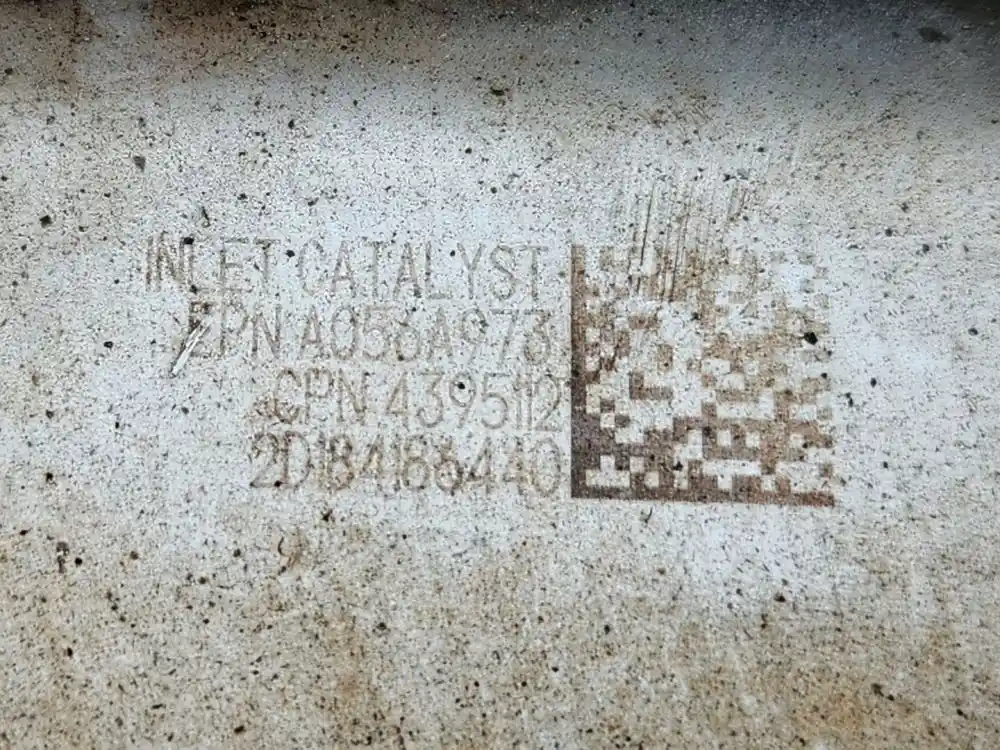 INLET CATALYST
EPN A056A973
CPN 4395112
2D184186440